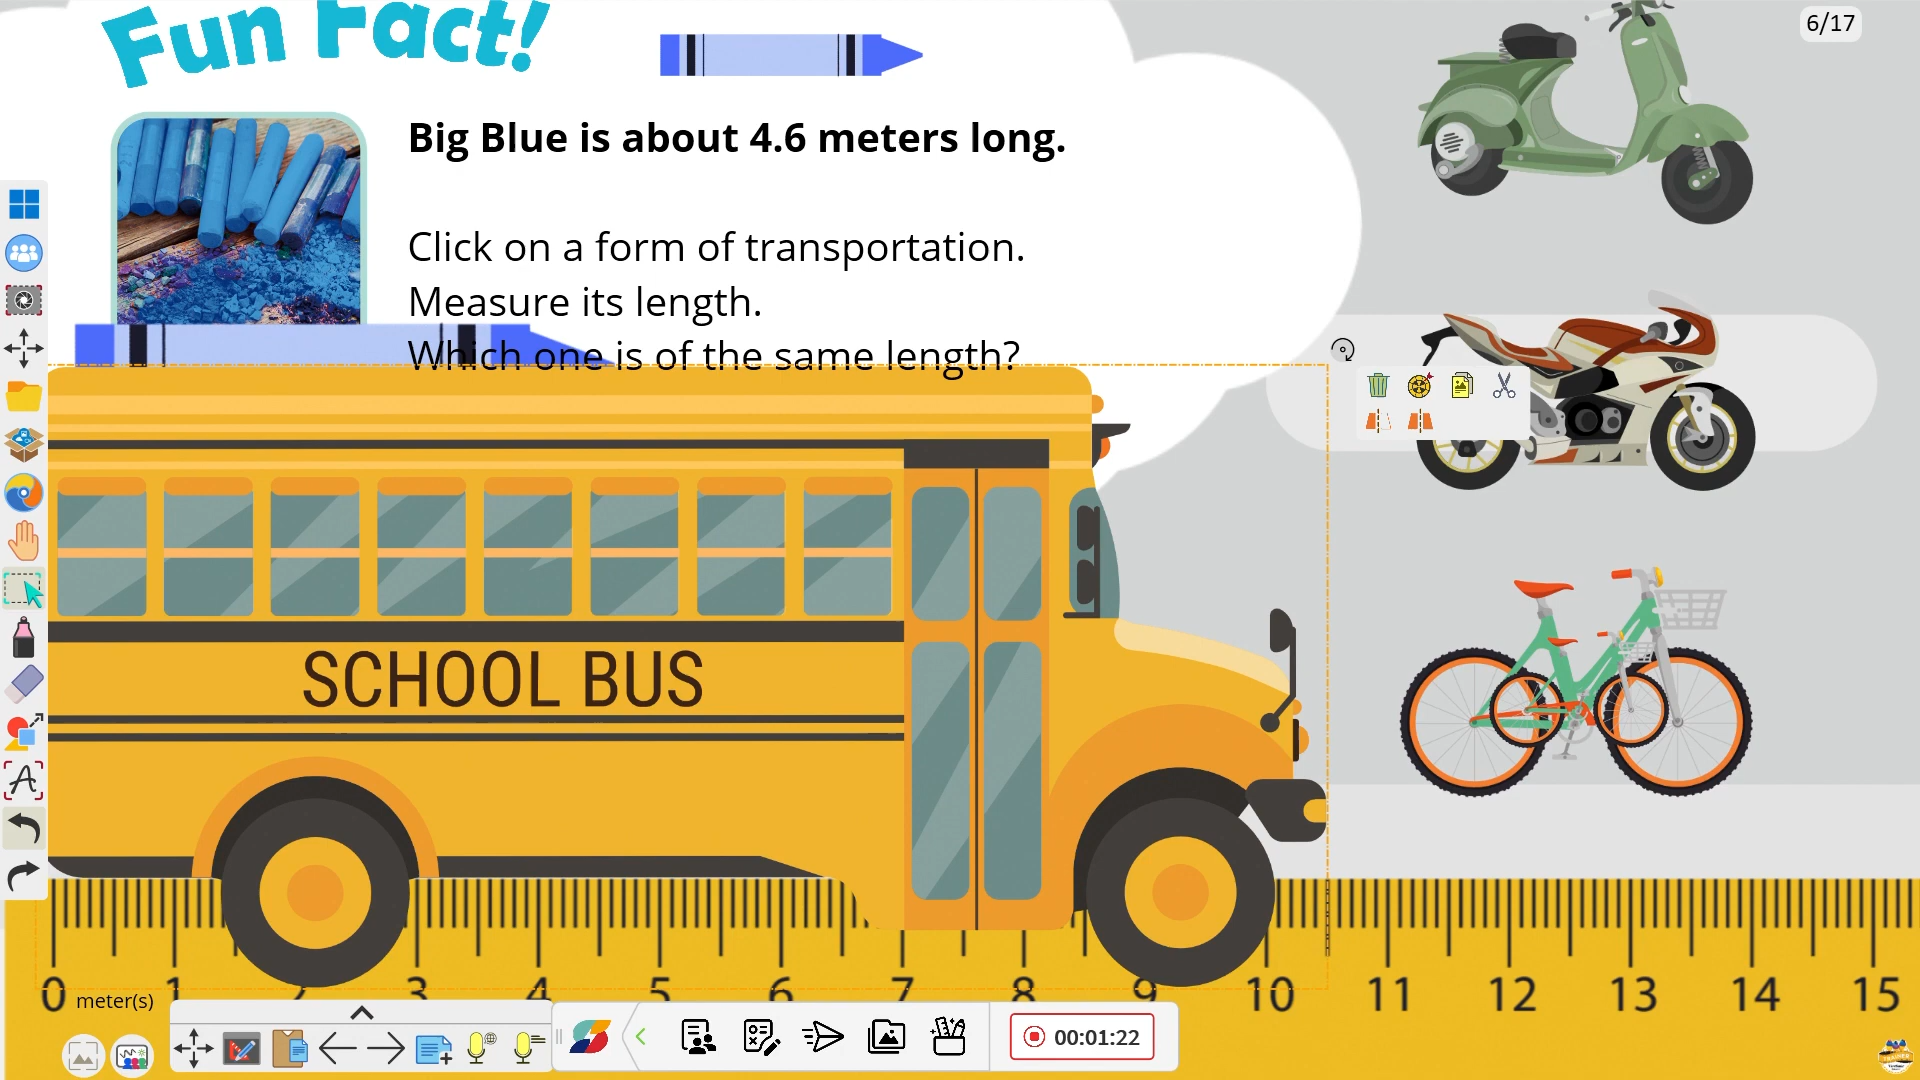 Fun Fact!
6/17
Big Blue is about 4.6 meters long.
Click on a form of transportation.
Measure its length.
Which one is of the same length?
SCHOOL BUS
0 1 2 3 4 5 6 7 8 9 10 11 12 13 14 15
meter(s)
00:01:22